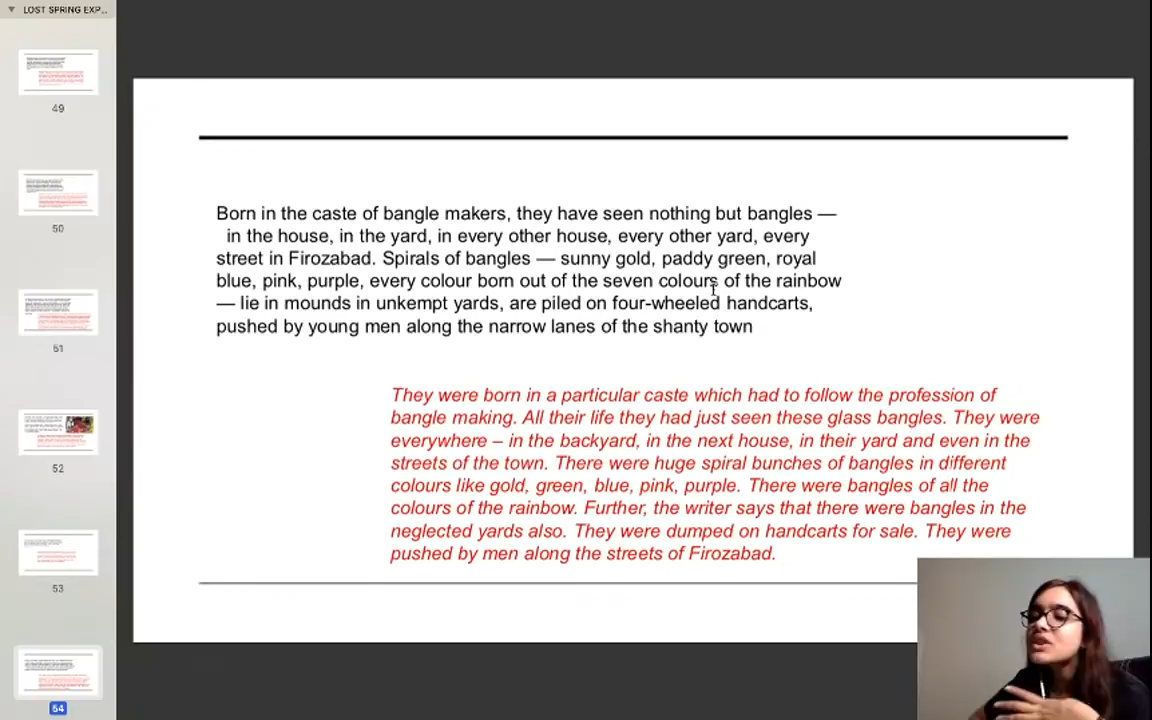 LOST SPRING EXP...
49
50
51
52
53
54
Born in the caste of bangle makers, they have seen nothing but bangles —
in the house, in the yard, in every other house, every other yard, every
street in Firozabad. Spirals of bangles — sunny gold, paddy green, royal
blue, pink, purple, every colour born out of the seven colours of the rainbow
— lie in mounds in unkempt yards, are piled on four-wheeled handcarts,
pushed by young men along the narrow lanes of the shanty town
They were born in a particular caste which had to follow the profession of
bangle making. All their life they had just seen these glass bangles. They were
everywhere – in the backyard, in the next house, in their yard and even in the
streets of the town. There were huge spiral bunches of bangles in different
colours like gold, green, blue, pink, purple. There were bangles of all the
colours of the rainbow. Further, the writer says that there were bangles in the
neglected yards also. They were dumped on handcarts for sale. They were
pushed by men along the streets of Firozabad.